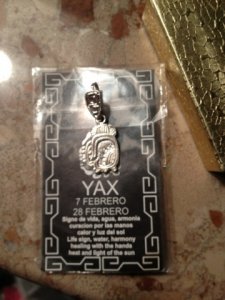 YAX
7 FEBRERO
28 FEBRERO
Signo de vida, agua, armonia
curacion por las manos
calor y luz del sol
Life sign, water, harmony
healing with the hands
heat and light of the sun